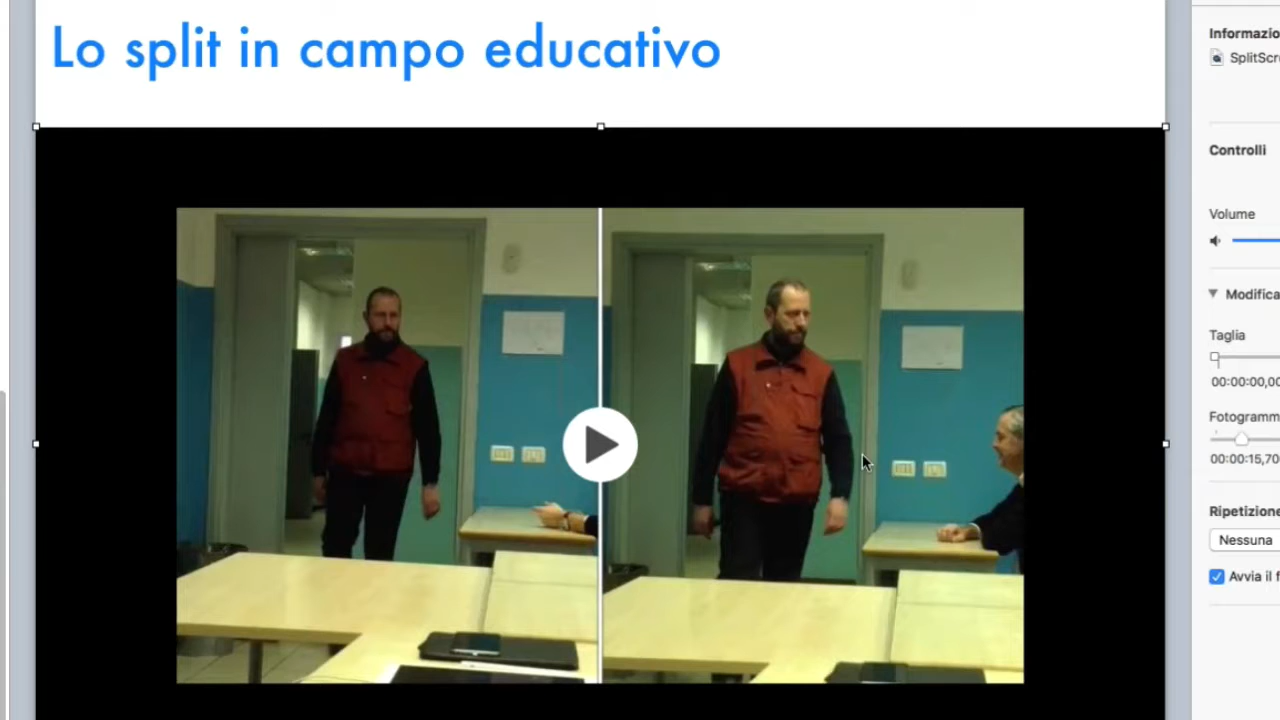 Lo split in campo educativo
Informazio
SplitScre
Controlli
Volume
Modifica
Taglia
00:00:00,00
Fotogramm
00:00:15,70
Ripetizione
Nessuna
Avvia il f